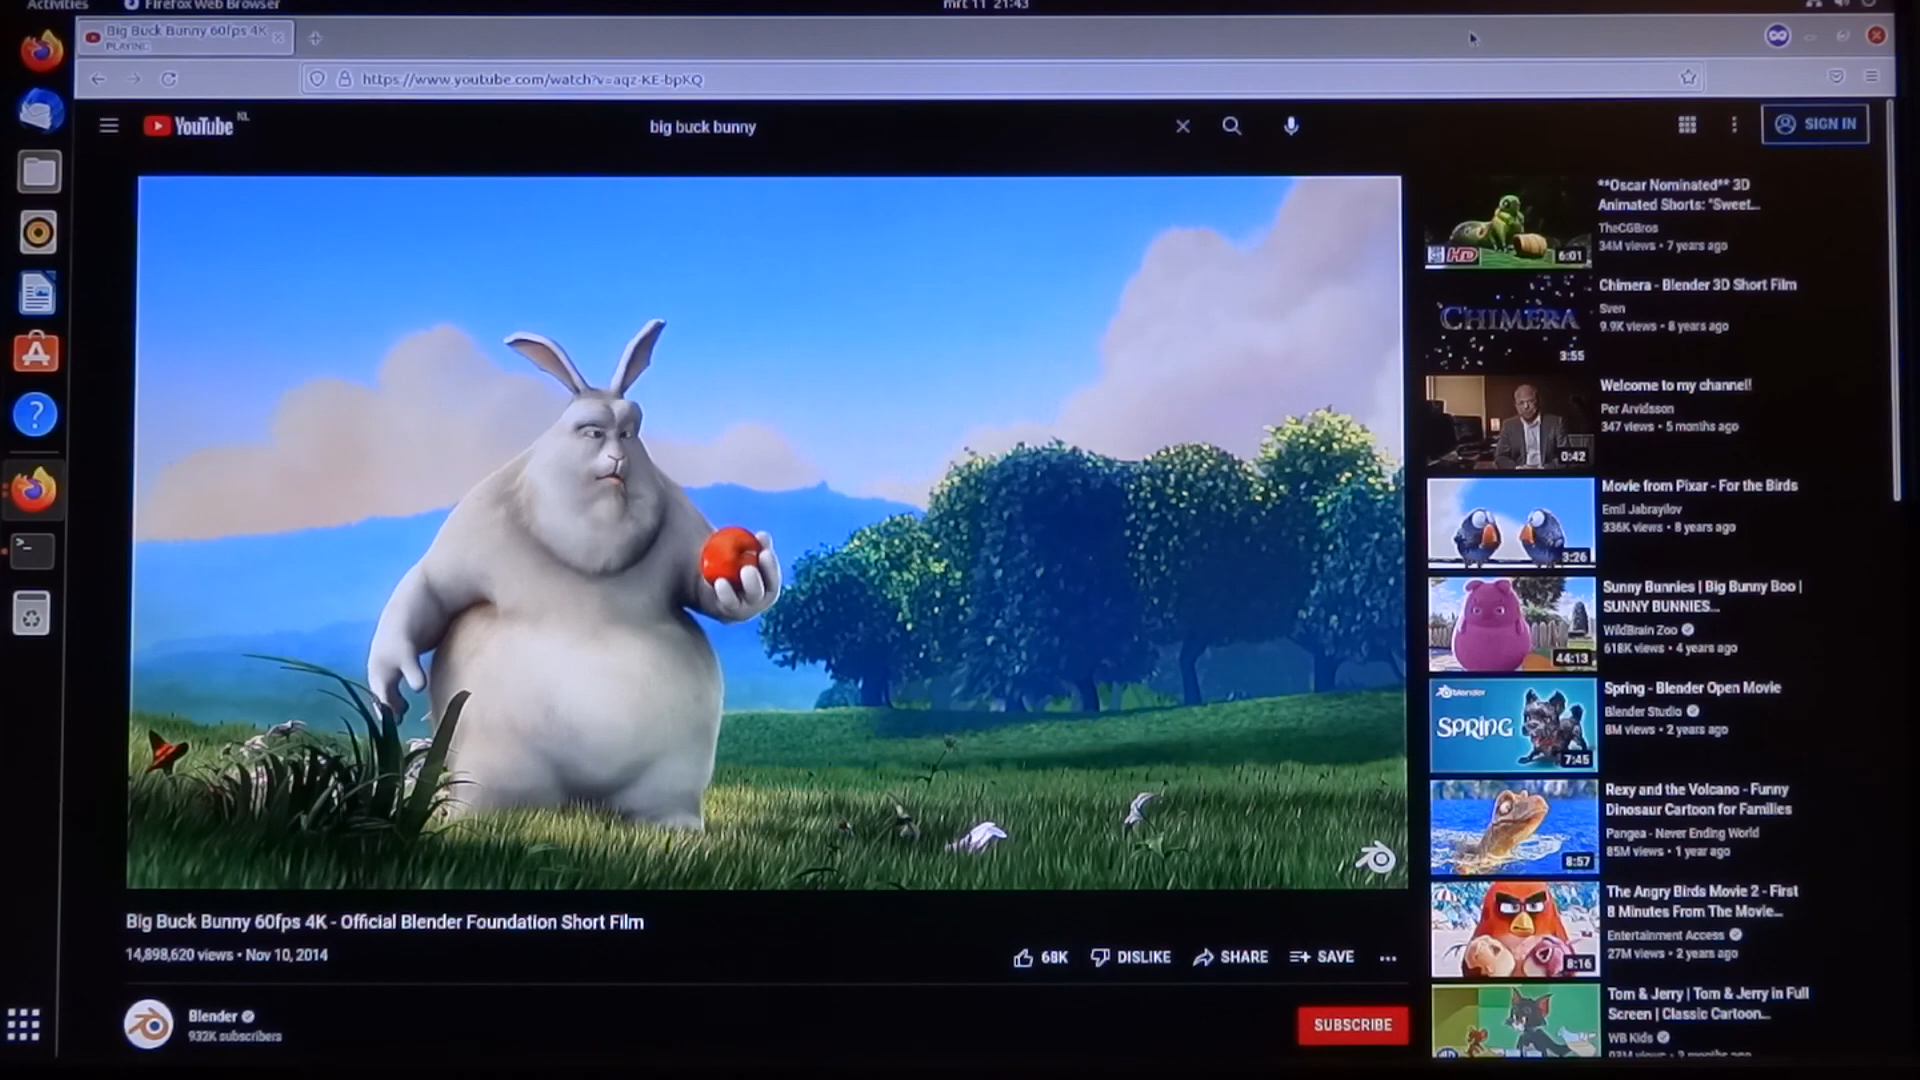 Activities
Firefox Web Browser
mrt 11 21:43
Big Buck Bunny 60fps 4K
PLAYING
https://www.youtube.com/watch?v=aqz-KE-bpKQ
YouTube NL
big buck bunny
SIGN IN
Big Buck Bunny 60fps 4K - Official Blender Foundation Short Film
14,898,620 views • Nov 10, 2014
68K
DISLIKE
SHARE
SAVE
Blender
932K subscribers
SUBSCRIBE
HD
6:01
**Oscar Nominated** 3D
Animated Shorts: "Sweet...
TheCGBros
34M views • 7 years ago
CHIMERA
3:55
Chimera - Blender 3D Short Film
Sven
9.9K views • 8 years ago
0:42
Welcome to my channel!
Per Arvidsson
347 views • 5 months ago
3:26
Movie from Pixar - For the Birds
Emil Jabrayilov
336K views • 8 years ago
44:13
Sunny Bunnies | Big Bunny Boo |
SUNNY BUNNIES...
WildBrain Zoo
618K views • 4 years ago
blender
SPRING
7:45
Spring - Blender Open Movie
Blender Studio
8M views • 2 years ago
8:57
Rexy and the Volcano - Funny
Dinosaur Cartoon for Families
Pangea - Never Ending World
85M views • 1 year ago
8:16
The Angry Birds Movie 2 - First
8 Minutes From The Movie...
Entertainment Access
27M views • 2 years ago
Tom & Jerry | Tom & Jerry in Full
Screen | Classic Cartoon...
WB Kids